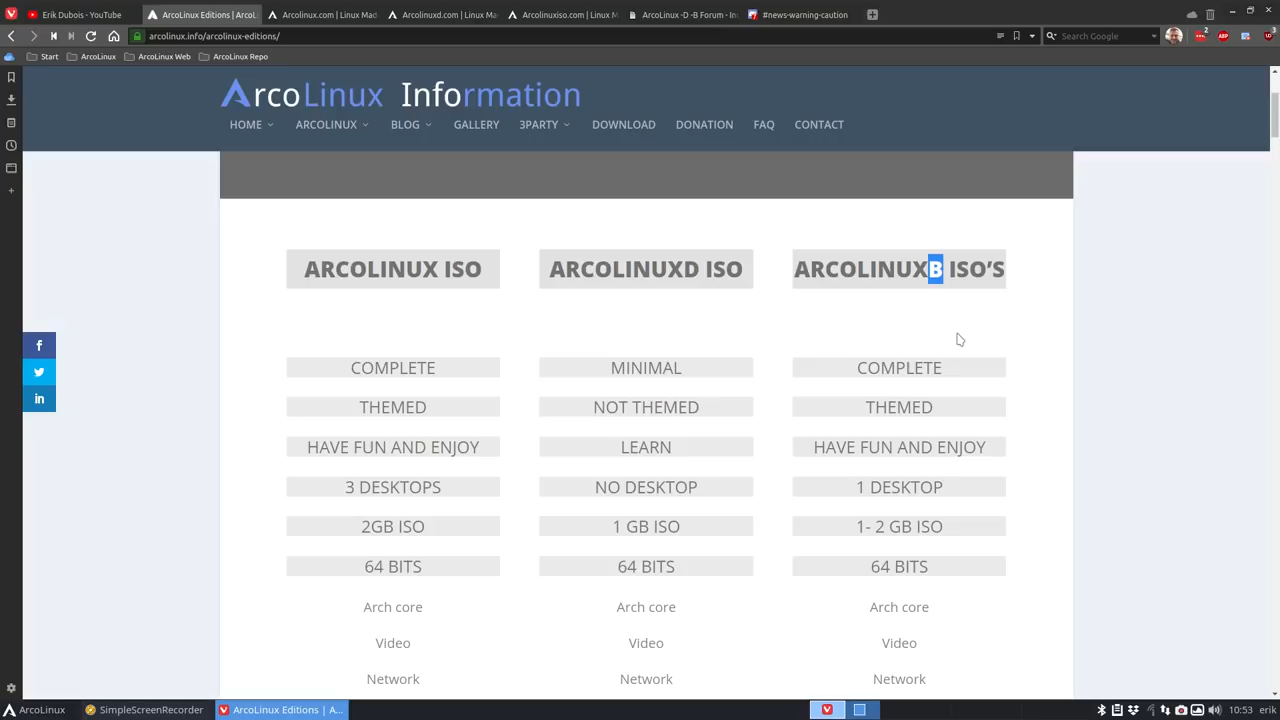 Erik Dubois - YouTube
ArcoLinux Editions | ArcoL
Arcolinux.com | Linux Mad
Arcolinuxd.com | Linux Ma
Arcolinuxiso.com | Linux M
ArcoLinux -D -B Forum - In
#news-warning-caution
arcolinux.info/arcolinux-editions/
Search Google
2
ABP
3
Start
ArcoLinux
ArcoLinux Web
ArcoLinux Repo
ArcoLinux Information
HOME
ARCOLINUX
BLOG
GALLERY
3PARTY
DOWNLOAD
DONATION
FAQ
CONTACT
ARCOLINUX ISO
ARCOLINUXD ISO
ARCOLINUXB ISO’S
COMPLETE
MINIMAL
COMPLETE
THEMED
NOT THEMED
THEMED
HAVE FUN AND ENJOY
LEARN
HAVE FUN AND ENJOY
3 DESKTOPS
NO DESKTOP
1 DESKTOP
2GB ISO
1 GB ISO
1- 2 GB ISO
64 BITS
64 BITS
64 BITS
Arch core
Arch core
Arch core
Video
Video
Video
Network
Network
Network
ArcoLinux
SimpleScreenRecorder
ArcoLinux Editions | A...
10:53
erik